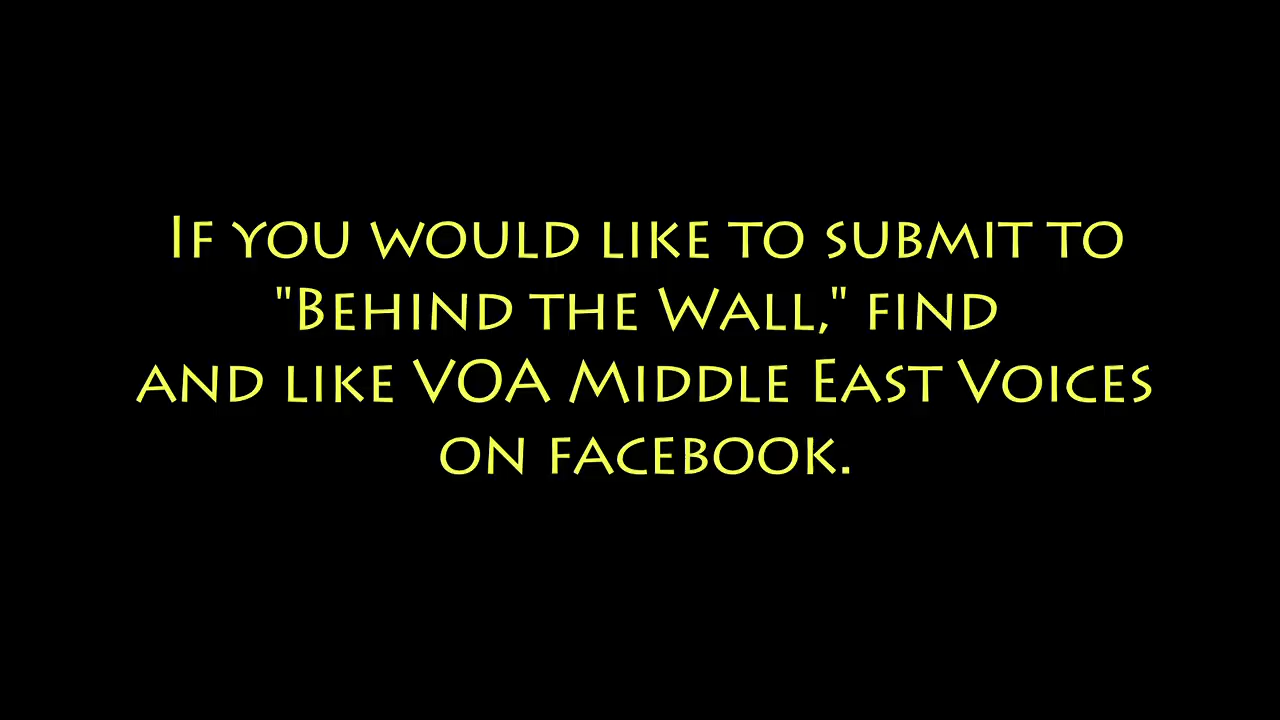 If you would like to submit to
"Behind the Wall," find
and like VOA Middle East Voices
on facebook.